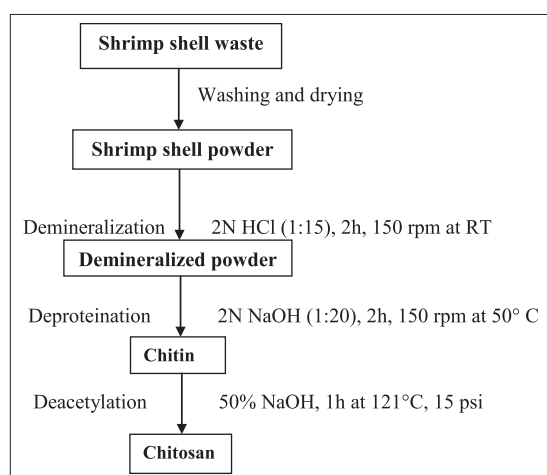 Shrimp shell waste
Washing and drying
Shrimp shell powder
Demineralization 2N HCl (1:15), 2h, 150 rpm at RT
Demineralized powder
Deproteination 2N NaOH (1:20), 2h, 150 rpm at 50° C
Chitin
Deacetylation 50% NaOH, 1h at 121°C, 15 psi
Chitosan